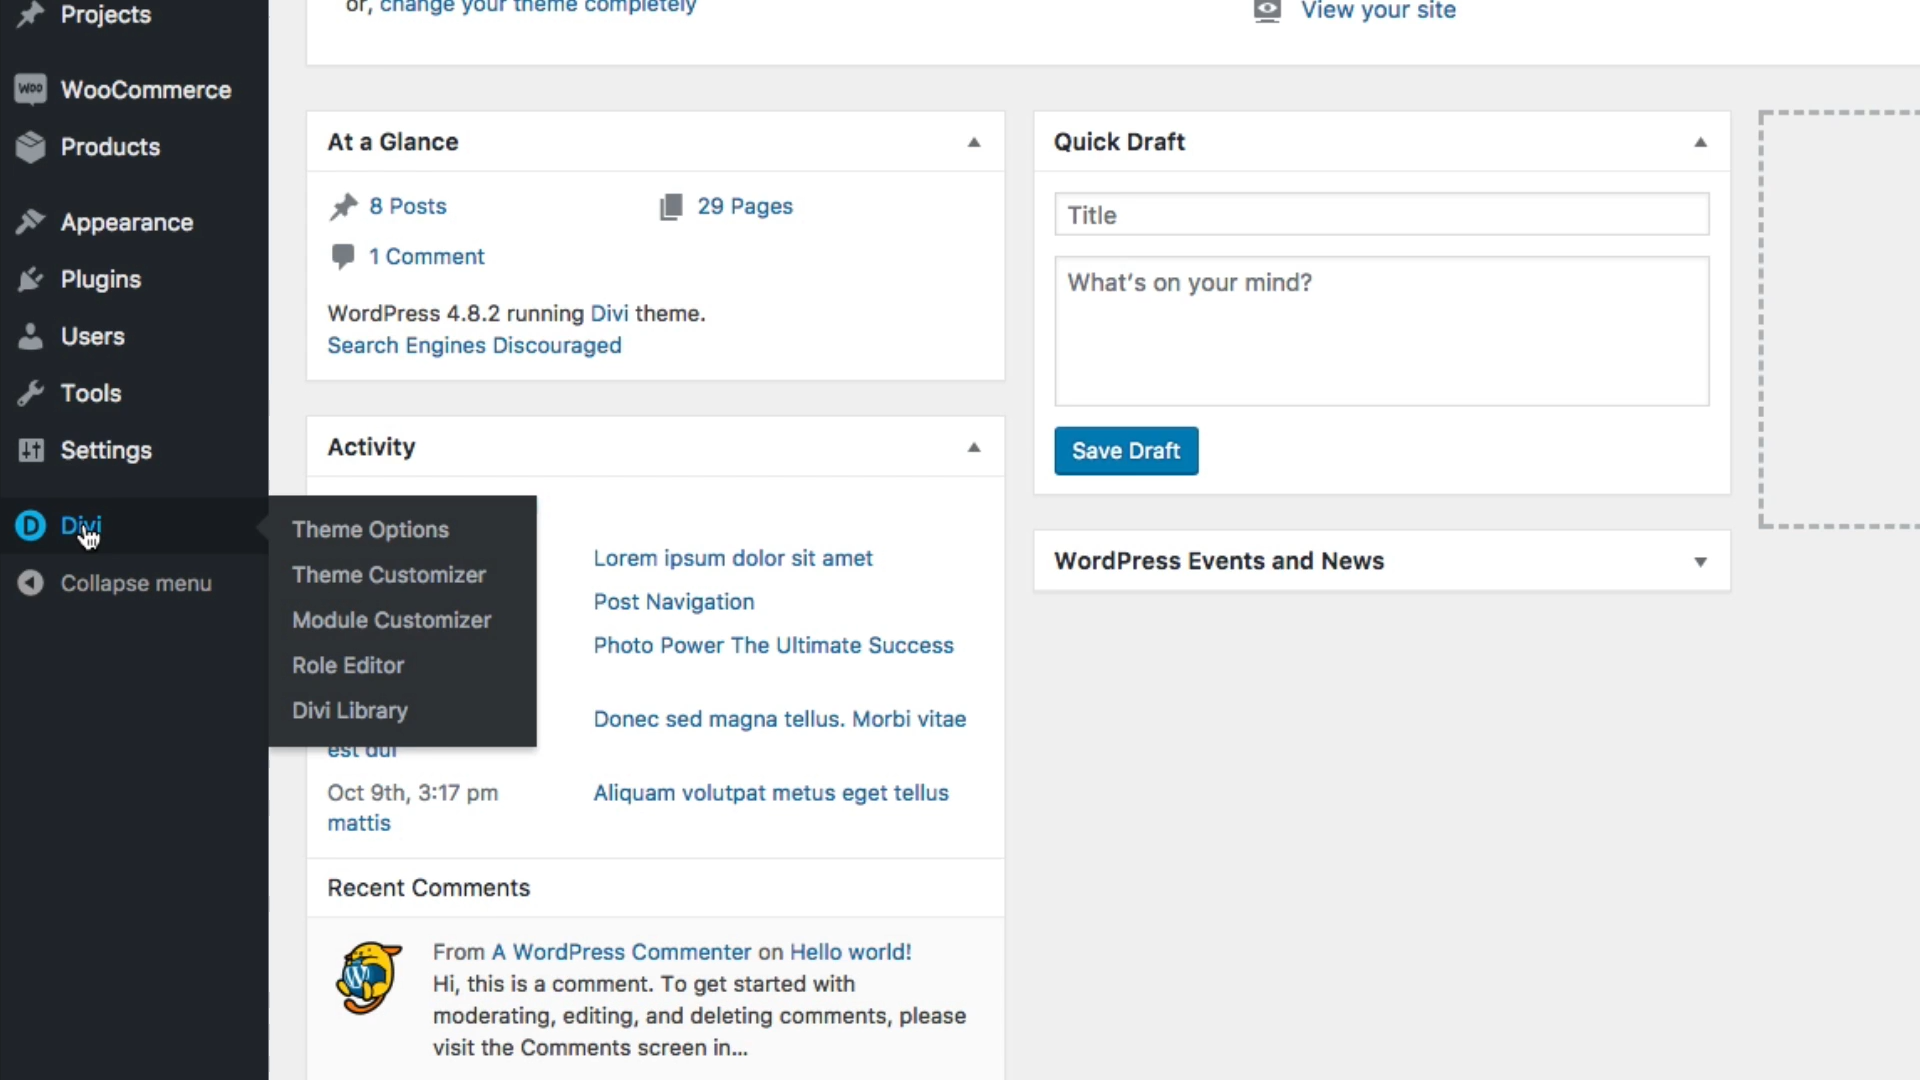 Projects
WooCommerce
Products
Appearance
Plugins
Users
Tools
Settings
Divi
Collapse menu
Theme Options
Theme Customizer
Module Customizer
Role Editor
Divi Library
or, change your theme completely
View your site
At a Glance
8 Posts
29 Pages
1 Comment
WordPress 4.8.2 running Divi theme.
Search Engines Discouraged
Activity
Lorem ipsum dolor sit amet
Post Navigation
Photo Power The Ultimate Success
Donec sed magna tellus. Morbi vitae
est dui
Oct 9th, 3:17 pm
Aliquam volutpat metus eget tellus
mattis
Recent Comments
From A WordPress Commenter on Hello world!
Hi, this is a comment. To get started with
moderating, editing, and deleting comments, please
visit the Comments screen in...
Quick Draft
Title
What's on your mind?
Save Draft
WordPress Events and News